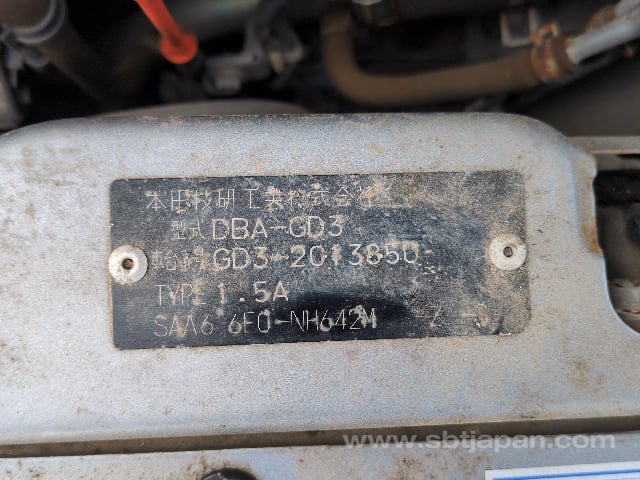 本田技研工業株式会社
型式 DBA-GD3
車台番号 GD3-2013850
TYPE 1.5A
SAA6 6F0-NH642M
www.sbtjapan.com